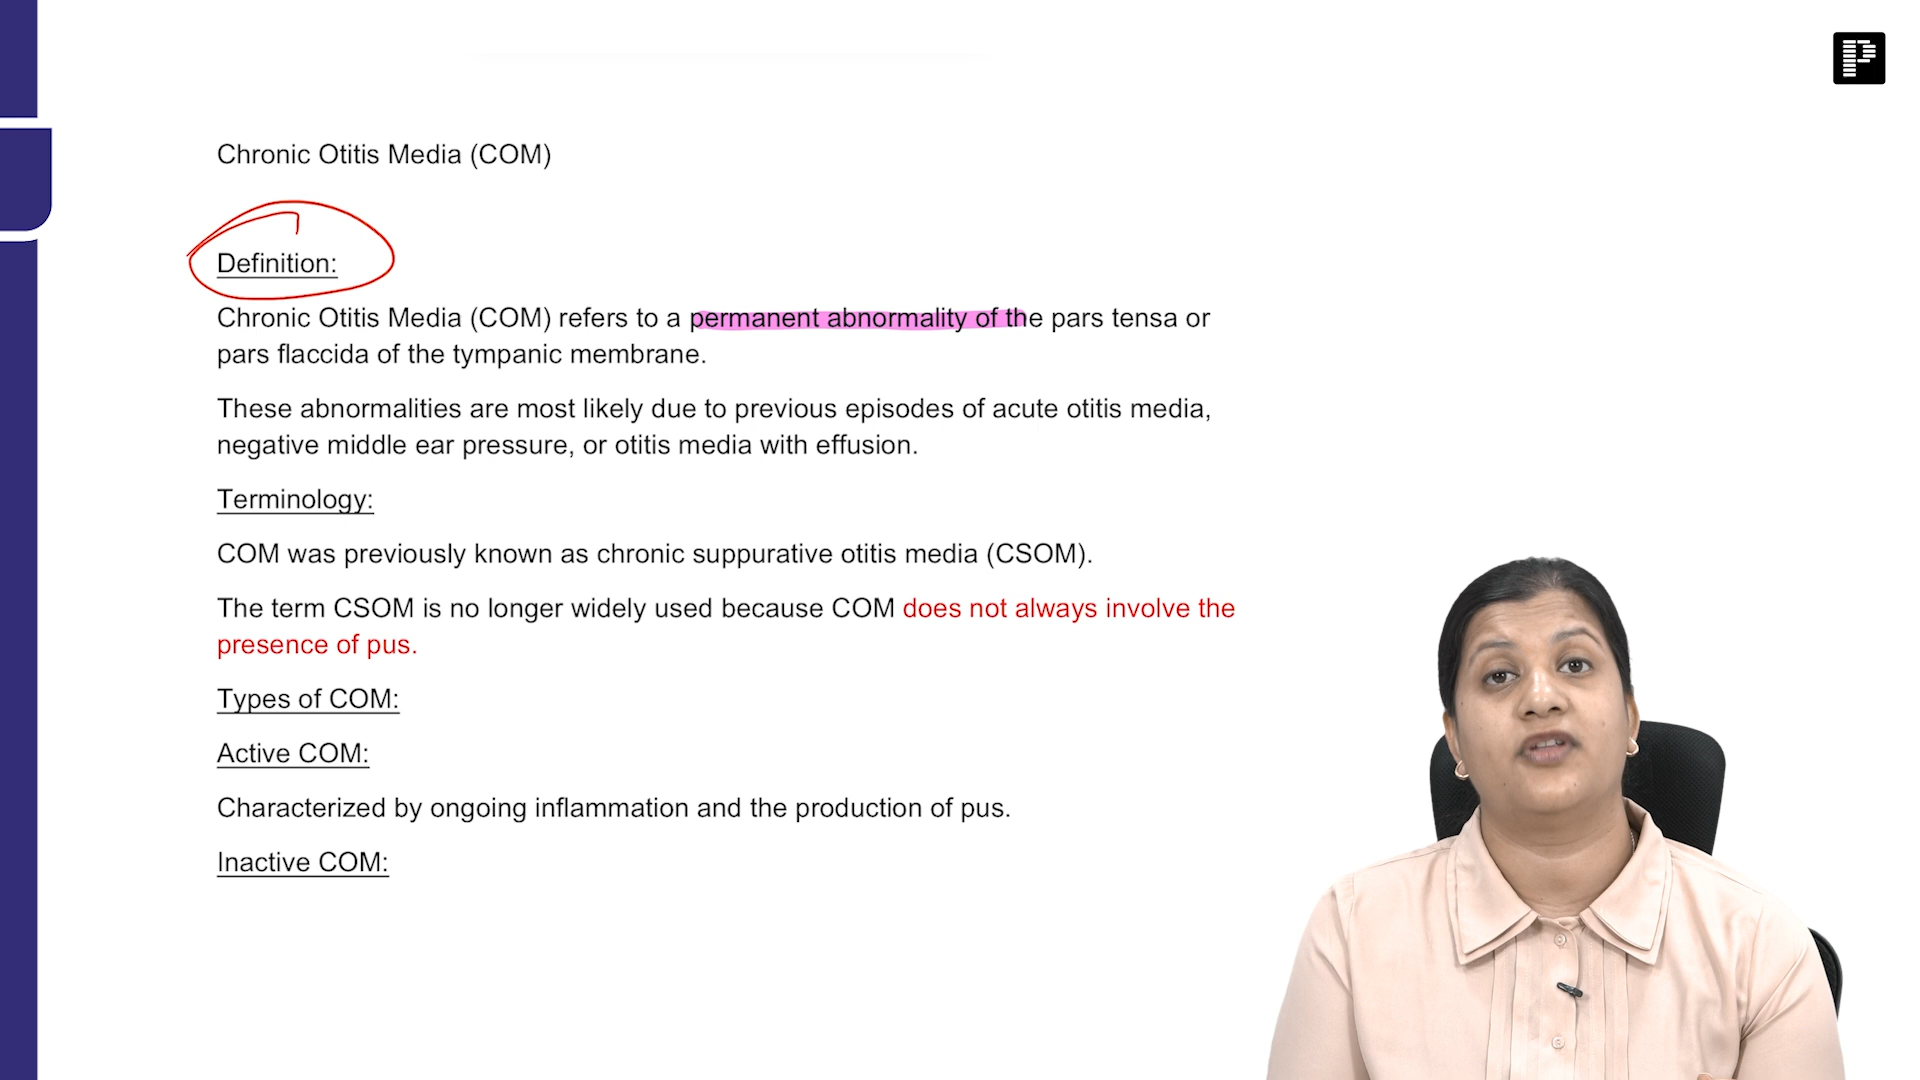 Chronic Otitis Media (COM)
Definition:
Chronic Otitis Media (COM) refers to a permanent abnormality of the pars tensa or
pars flaccida of the tympanic membrane.
These abnormalities are most likely due to previous episodes of acute otitis media,
negative middle ear pressure, or otitis media with effusion.
Terminology:
COM was previously known as chronic suppurative otitis media (CSOM).
The term CSOM is no longer widely used because COM does not always involve the
presence of pus.
Types of COM:
Active COM:
Characterized by ongoing inflammation and the production of pus.
Inactive COM: